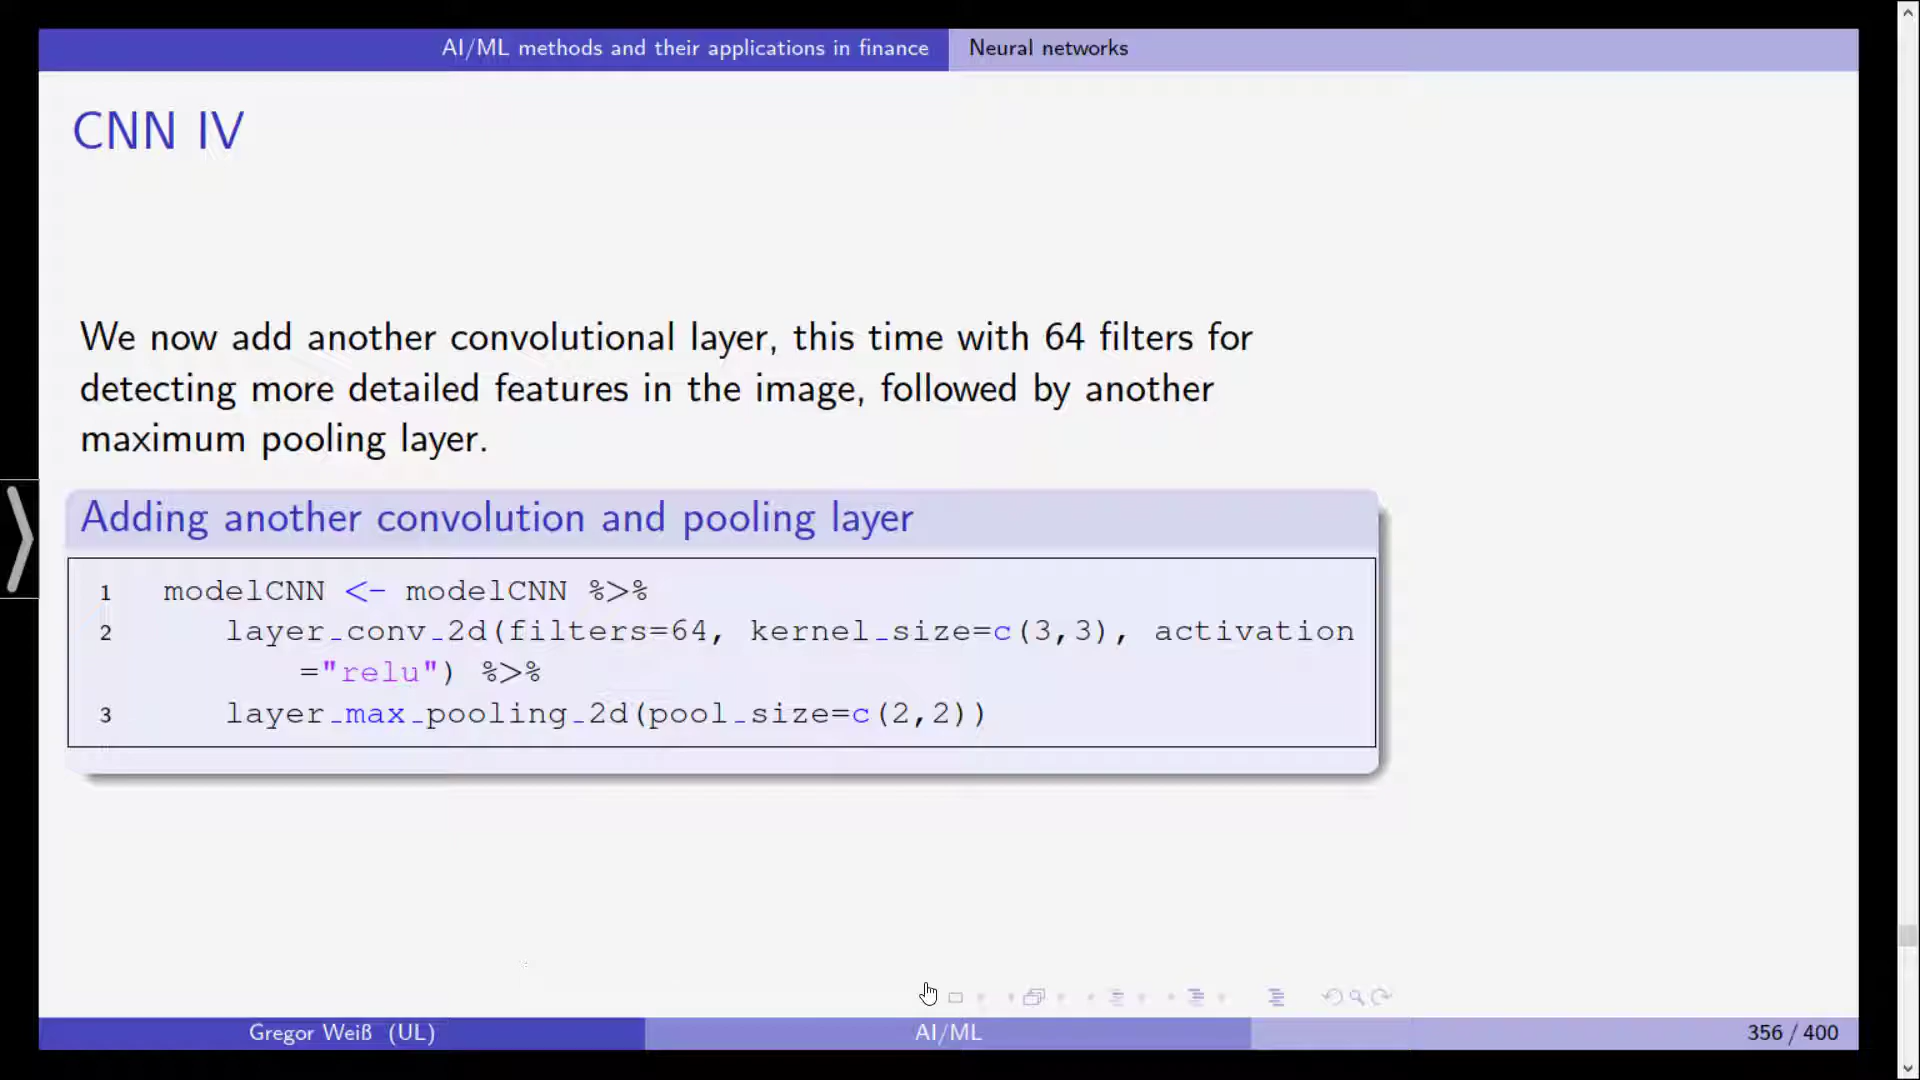 AI/ML methods and their applications in finance Neural networks
CNN IV
We now add another convolutional layer, this time with 64 filters for
detecting more detailed features in the image, followed by another
maximum pooling layer.
Adding another convolution and pooling layer
1 modelCNN <- modelCNN %>%
2 layer_conv_2d(filters=64, kernel_size=c(3,3), activation
="relu") %>%
3 layer_max_pooling_2d(pool_size=c(2,2))
Gregor Weiß (UL) AI/ML 356 / 400